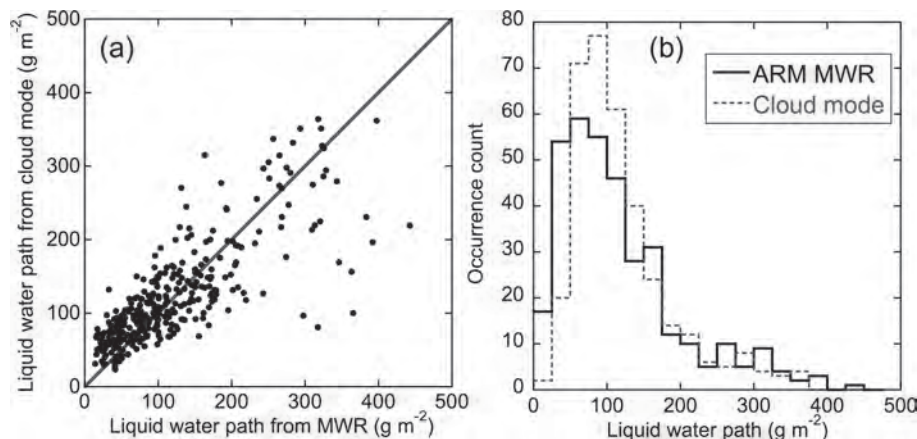 (a)
Liquid water path from cloud mode (g m⁻²)
500
400
300
200
100
0
0 100 200 300 400 500
Liquid water path from MWR (g m⁻²)
(b)
ARM MWR
Cloud mode
Occurrence count
80
70
60
50
40
30
20
10
0
0 100 200 300 400 500
Liquid water path (g m⁻²)